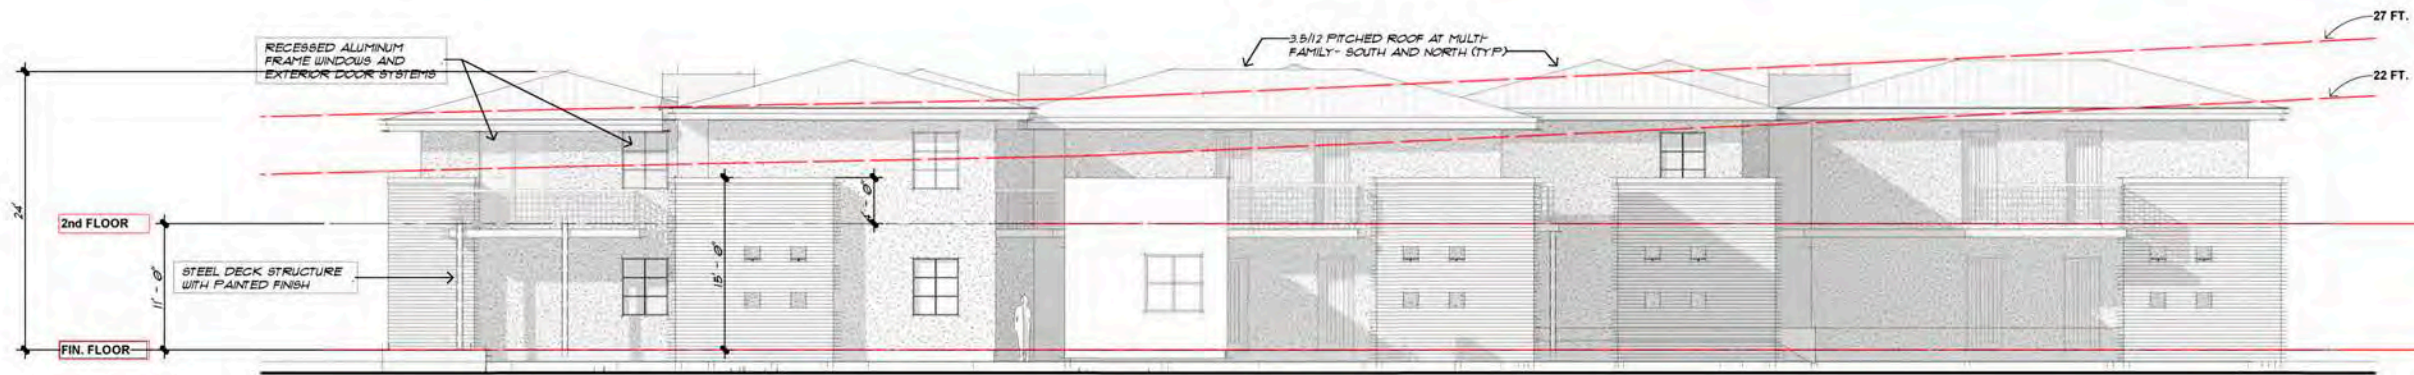 27 FT.
RECESSED ALUMINUM
FRAME WINDOWS AND
EXTERIOR DOOR SYSTEMS
3.5/12 PITCHED ROOF AT MULTI-
FAMILY- SOUTH AND NORTH (TYP)
22 FT.
24'
2nd FLOOR
4' - 0"
STEEL DECK STRUCTURE
WITH PAINTED FINISH
11' - 0"
15' - 0"
FIN. FLOOR